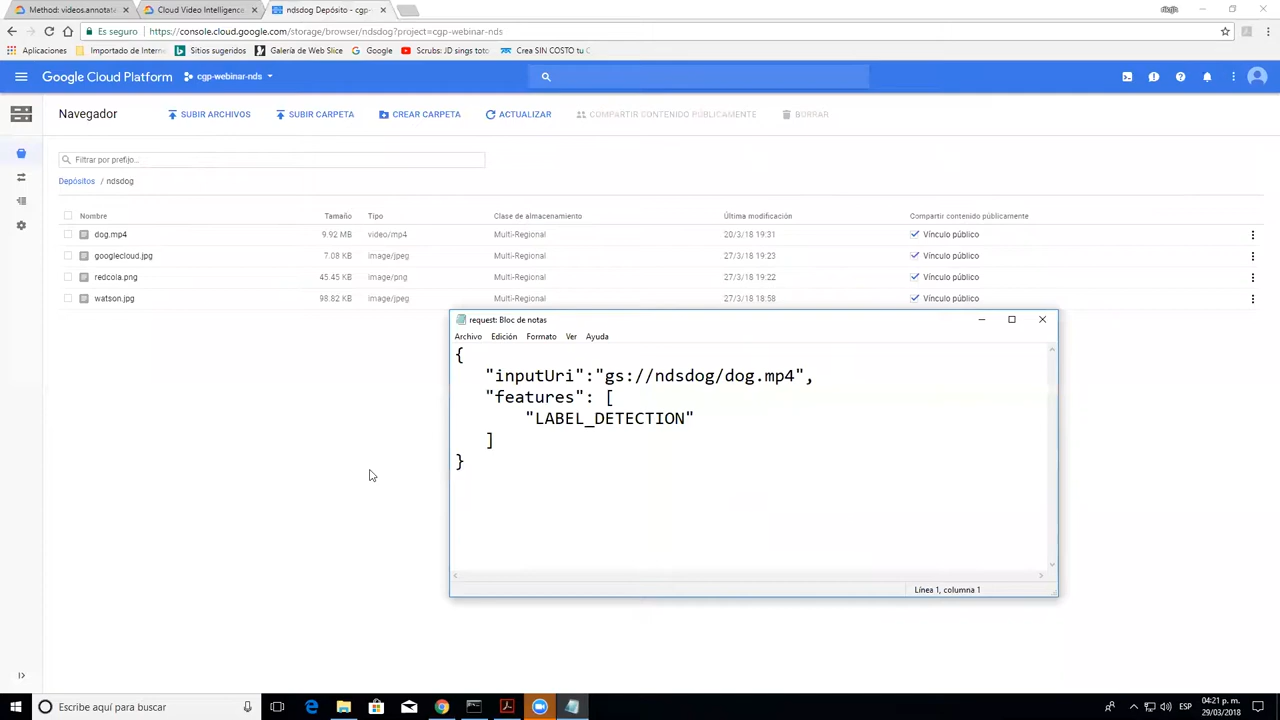 Method: videos.annotat
Cloud Video Intelligence
ndsdog Depósito - cgp-
Es seguro
https://console.cloud.google.com/storage/browser/ndsdog?project=cgp-webinar-nds
Aplicaciones
Importado de Intern
Sitios sugeridos
Galería de Web Slice
Google
Scrubs: JD sings toto
Crea SIN COSTO tu C
Google Cloud Platform
cgp-webinar-nds
Navegador
SUBIR ARCHIVOS
SUBIR CARPETA
CREAR CARPETA
ACTUALIZAR
COMPARTIR CONTENIDO PÚBLICAMENTE
BORRAR
Filtrar por prefijo...
Depósitos / ndsdog
Nombre Tamaño Tipo Clase de almacenamiento Última modificación Compartir contenido públicamente
dog.mp4 9.92 MB video/mp4 Multi-Regional 20/3/18 19:31 Vínculo público
googlecloud.jpg 7.08 KB image/jpeg Multi-Regional 27/3/18 19:23 Vínculo público
redcola.png 45.45 KB image/png Multi-Regional 27/3/18 19:22 Vínculo público
watson.jpg 98.82 KB image/jpeg Multi-Regional 27/3/18 18:58 Vínculo público
request: Bloc de notas
Archivo Edición Formato Ver Ayuda
{
"inputUri":"gs://ndsdog/dog.mp4",
"features": [
"LABEL_DETECTION"
]
}
Línea 1, columna 1
Escribe aquí para buscar
ESP
04:21 p. m.
29/03/2018